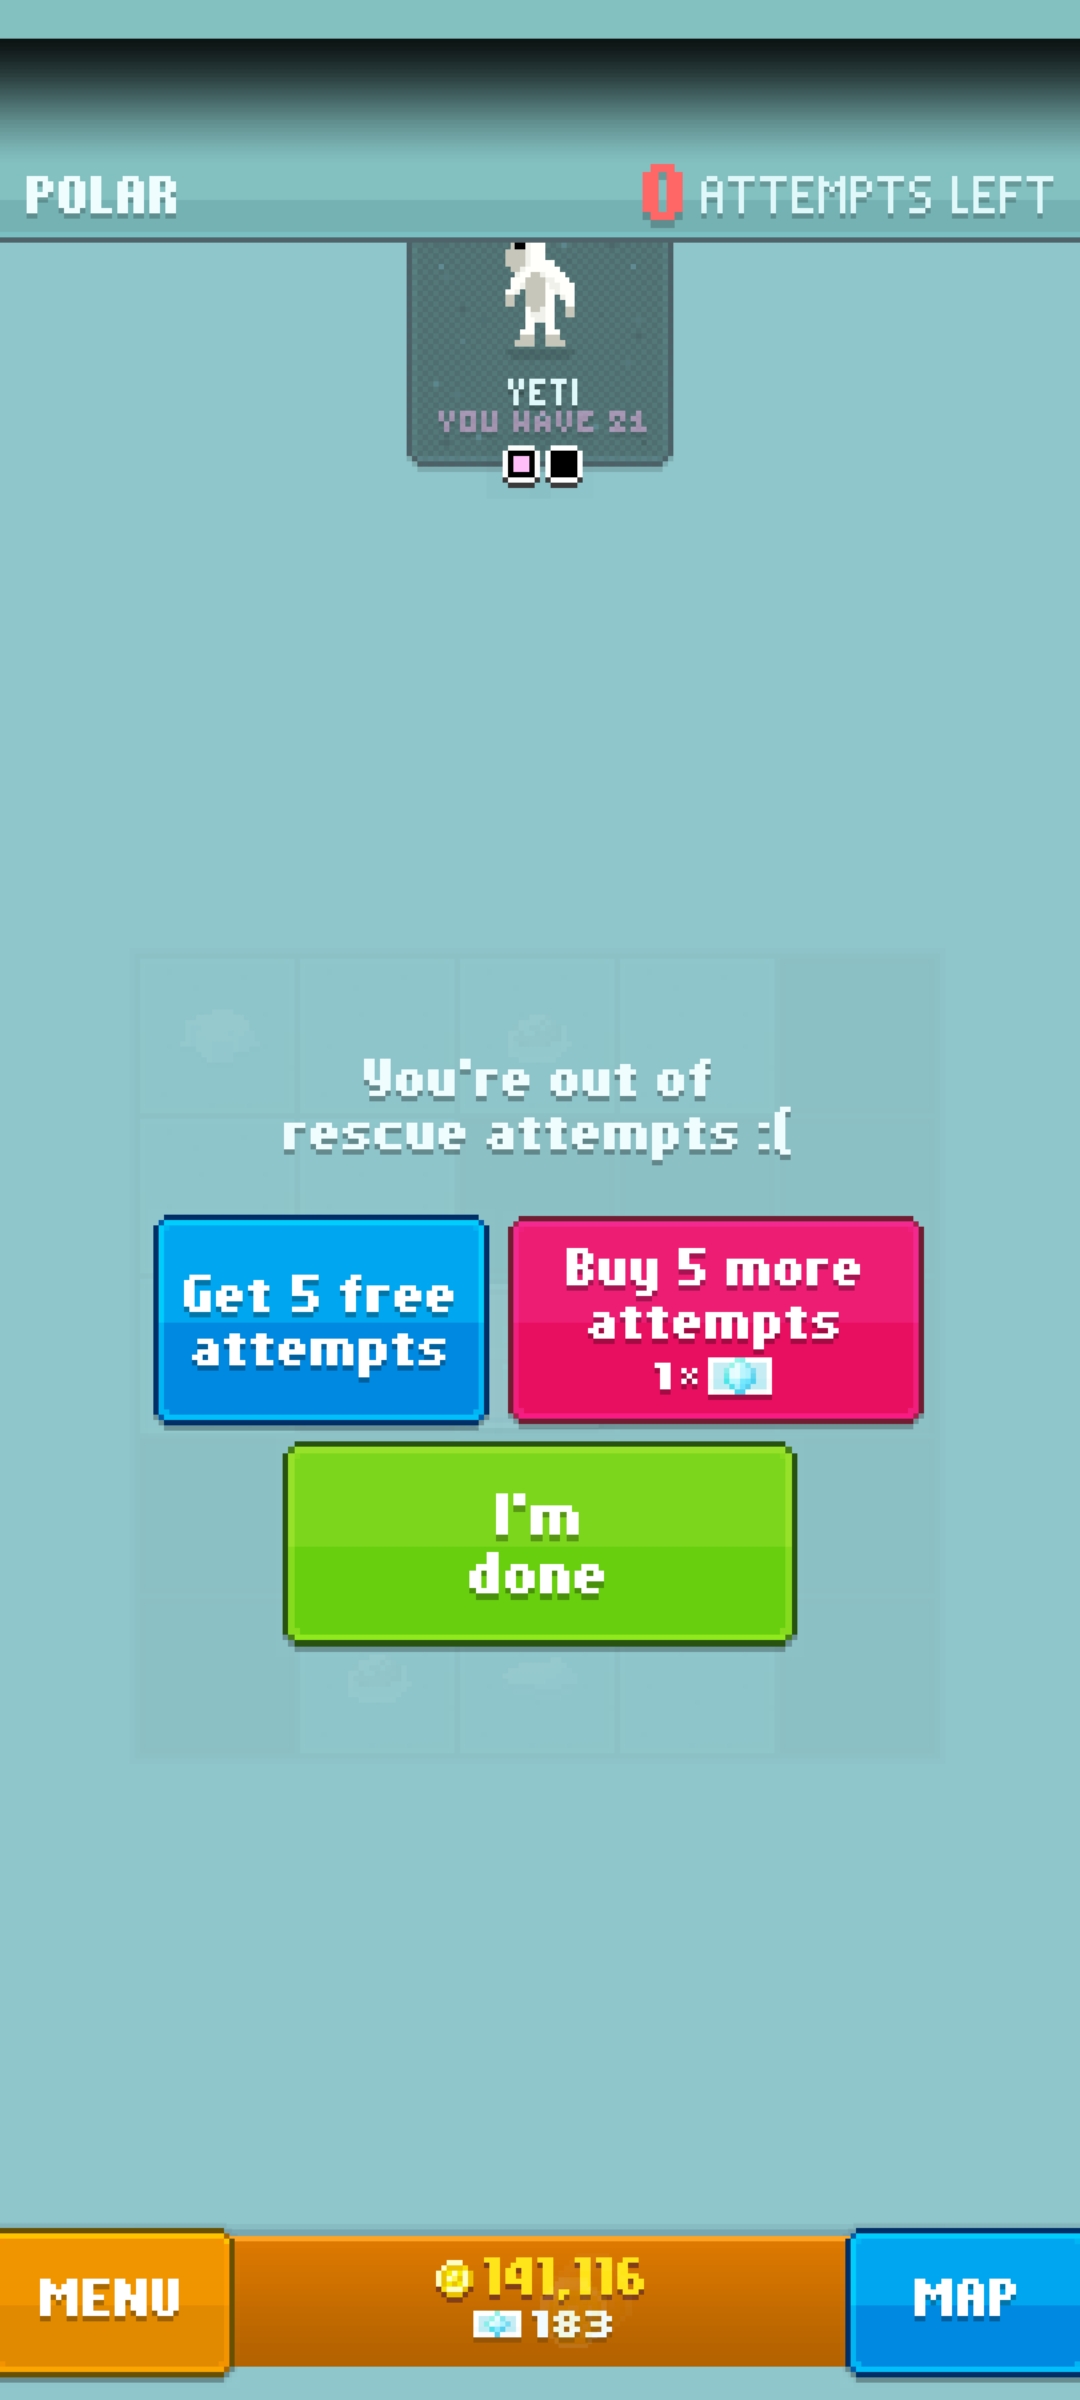 POLAR
0 ATTEMPTS LEFT
YETI
YOU HAVE 21
You're out of
rescue attempts :(
Get 5 free
attempts
Buy 5 more
attempts
1×
I'm
done
MENU
141,116
183
MAP